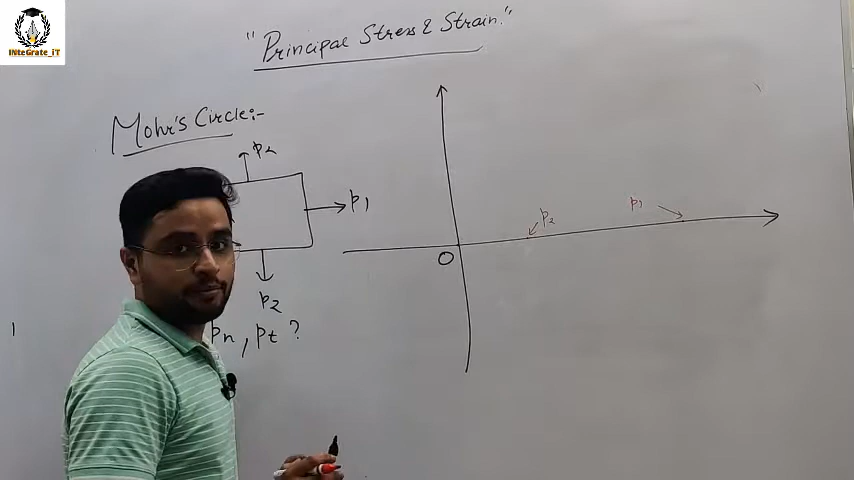 INteGrate_iT
"Principal Stress & Strain."
Mohr's Circle:-
p2
p1
p2
pn, pt ?
p2
p1
O